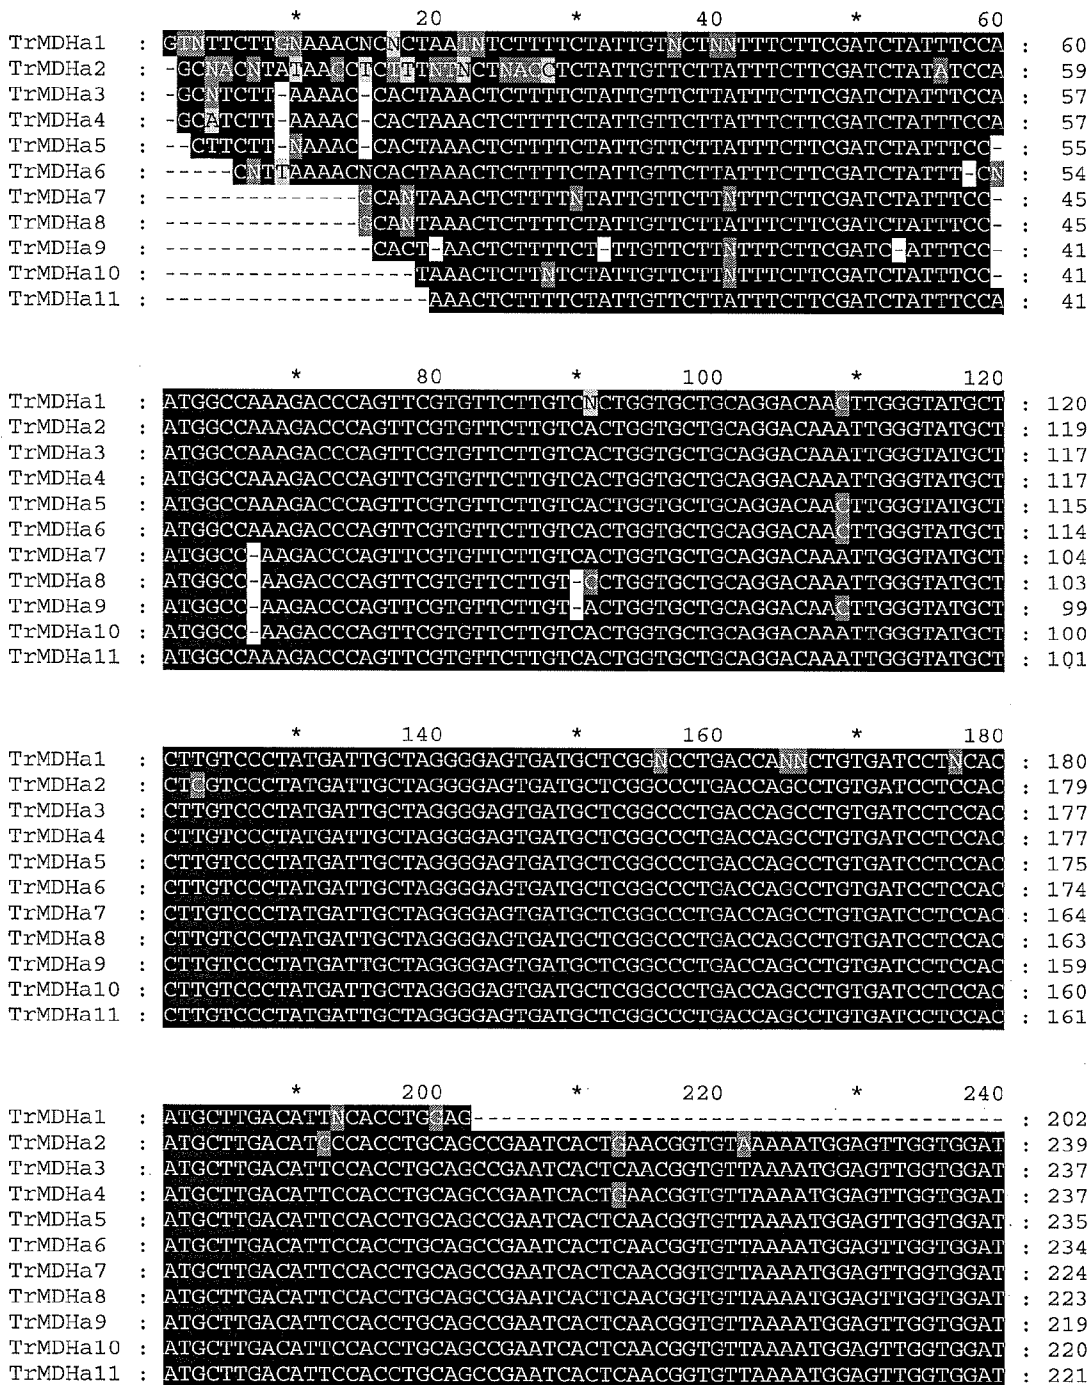 * 20 * 40 * 60
TrMDHa1 : GTNTTCTTGNAAACNCNCTAATNTCTTTTCTATTGTNCTNNTTTCTTCGATCTATTTCCA : 60
TrMDHa2 : -GCNACNTATAACCTCTTTNTNCTNACCTCTATTGTTCTTATTTCTTCGATCTATATCCA : 59
TrMDHa3 : -GCNTCTT-AAAAC-CACTAAACTCTTTTCTATTGTTCTTATTTCTTCGATCTATTTCCA : 57
TrMDHa4 : -GCATCTT-AAAAC-CACTAAACTCTTTTCTATTGTTCTTATTTCTTCGATCTATTTCCA : 57
TrMDHa5 : --CTTCTT-NAAAC-CACTAAACTCTTTTCTATTGTTCTTATTTCTTCGATCTATTTCC- : 55
TrMDHa6 : -----CNTTAAAACNCACTAAACTCTTTTCTATTGTTCTTATTTCTTCGATCTATTT-CN : 54
TrMDHa7 : --------------GCANTAAACTCTTTTNTATTGTTCTTNTTTCTTCGATCTATTTCC- : 45
TrMDHa8 : --------------GCANTAAACTCTTTTCTATTGTTCTTATTTCTTCGATCTATTTCC- : 45
TrMDHa9 : ---------------CACT-AACTCTTTTCT-TTGTTCTTNTTTCTTCGATC-ATTTCC- : 41
TrMDHa10 : ------------------TAAACTCTTNTCTATTGTTCTTNTTTCTTCGATCTATTTCC- : 41
TrMDHa11 : -------------------AAACTCTTTTCTATTGTTCTTATTTCTTCGATCTATTTCCA : 41
* 80 * 100 * 120
TrMDHa1 : ATGGCCAAAGACCCAGTTCGTGTTCTTGTCNCTGGTGCTGCAGGACAACTTGGGTATGCT : 120
TrMDHa2 : ATGGCCAAAGACCCAGTTCGTGTTCTTGTCACTGGTGCTGCAGGACAAATTGGGTATGCT : 119
TrMDHa3 : ATGGCCAAAGACCCAGTTCGTGTTCTTGTCACTGGTGCTGCAGGACAAATTGGGTATGCT : 117
TrMDHa4 : ATGGCCAAAGACCCAGTTCGTGTTCTTGTCACTGGTGCTGCAGGACAAATTGGGTATGCT : 117
TrMDHa5 : ATGGCCAAAGACCCAGTTCGTGTTCTTGTCACTGGTGCTGCAGGACAACTTGGGTATGCT : 115
TrMDHa6 : ATGGCCAAAGACCCAGTTCGTGTTCTTGTCACTGGTGCTGCAGGACAACTTGGGTATGCT : 114
TrMDHa7 : ATGGCC-AAGACCCAGTTCGTGTTCTTGTCACTGGTGCTGCAGGACAAATTGGGTATGCT : 104
TrMDHa8 : ATGGCC-AAGACCCAGTTCGTGTTCTTGT-CCTGGTGCTGCAGGACAAATTGGGTATGCT : 103
TrMDHa9 : ATGGCC-AAGACCCAGTTCGTGTTCTTGT-ACTGGTGCTGCAGGACAACTTGGGTATGCT : 99
TrMDHa10 : ATGGCC-AAGACCCAGTTCGTGTTCTTGTCACTGGTGCTGCAGGACAAATTGGGTATGCT : 100
TrMDHa11 : ATGGCCAAAGACCCAGTTCGTGTTCTTGTCACTGGTGCTGCAGGACAAATTGGGTATGCT : 101
* 140 * 160 * 180
TrMDHa1 : CTTGTCCCTATGATTGCTAGGGGAGTGATGCTCGGNCCTGACCANNCTGTGATCCTNCAC : 180
TrMDHa2 : CTCGTCCCTATGATTGCTAGGGGAGTGATGCTCGGCCCTGACCAGCCTGTGATCCTCCAC : 179
TrMDHa3 : CTTGTCCCTATGATTGCTAGGGGAGTGATGCTCGGCCCTGACCAGCCTGTGATCCTCCAC : 177
TrMDHa4 : CTTGTCCCTATGATTGCTAGGGGAGTGATGCTCGGCCCTGACCAGCCTGTGATCCTCCAC : 177
TrMDHa5 : CTTGTCCCTATGATTGCTAGGGGAGTGATGCTCGGCCCTGACCAGCCTGTGATCCTCCAC : 175
TrMDHa6 : CTTGTCCCTATGATTGCTAGGGGAGTGATGCTCGGCCCTGACCAGCCTGTGATCCTCCAC : 174
TrMDHa7 : CTTGTCCCTATGATTGCTAGGGGAGTGATGCTCGGCCCTGACCAGCCTGTGATCCTCCAC : 164
TrMDHa8 : CTTGTCCCTATGATTGCTAGGGGAGTGATGCTCGGCCCTGACCAGCCTGTGATCCTCCAC : 163
TrMDHa9 : CTTGTCCCTATGATTGCTAGGGGAGTGATGCTCGGCCCTGACCAGCCTGTGATCCTCCAC : 159
TrMDHa10 : CTTGTCCCTATGATTGCTAGGGGAGTGATGCTCGGCCCTGACCAGCCTGTGATCCTCCAC : 160
TrMDHa11 : CTTGTCCCTATGATTGCTAGGGGAGTGATGCTCGGCCCTGACCAGCCTGTGATCCTCCAC : 161
* 200 * 220 * 240
TrMDHa1 : ATGCTTGACATTNCACCTGCAG-------------------------------------- : 202
TrMDHa2 : ATGCTTGACATCCCACCTGCAGCCGAATCACTGAACGGTGTAAAAATGGAGTTGGTGGAT : 239
TrMDHa3 : ATGCTTGACATTCCACCTGCAGCCGAATCACTCAACGGTGTTAAAATGGAGTTGGTGGAT : 237
TrMDHa4 : ATGCTTGACATTCCACCTGCAGCCGAATCACTGAACGGTGTTAAAATGGAGTTGGTGGAT : 237
TrMDHa5 : ATGCTTGACATTCCACCTGCAGCCGAATCACTCAACGGTGTTAAAATGGAGTTGGTGGAT : 235
TrMDHa6 : ATGCTTGACATTCCACCTGCAGCCGAATCACTCAACGGTGTTAAAATGGAGTTGGTGGAT : 234
TrMDHa7 : ATGCTTGACATTCCACCTGCAGCCGAATCACTCAACGGTGTTAAAATGGAGTTGGTGGAT : 224
TrMDHa8 : ATGCTTGACATTCCACCTGCAGCCGAATCACTCAACGGTGTTAAAATGGAGTTGGTGGAT : 223
TrMDHa9 : ATGCTTGACATTCCACCTGCAGCCGAATCACTCAACGGTGTTAAAATGGAGTTGGTGGAT : 219
TrMDHa10 : ATGCTTGACATTCCACCTGCAGCCGAATCACTCAACGGTGTTAAAATGGAGTTGGTGGAT : 220
TrMDHa11 : ATGCTTGACATTCCACCTGCAGCCGAATCACTCAACGGTGTTAAAATGGAGTTGGTGGAT : 221